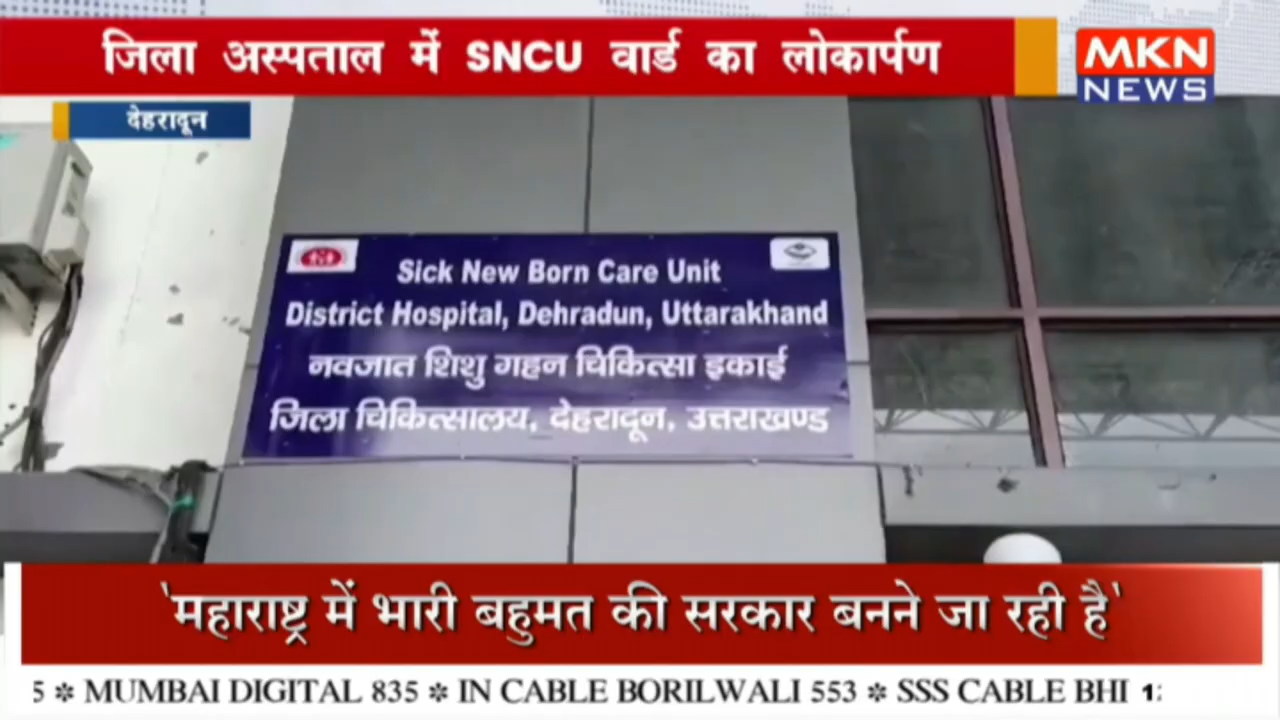 जिला अस्पताल में SNCU वार्ड का लोकार्पण
MKN
NEWS
देहरादून
Sick New Born Care Unit
District Hospital, Dehradun, Uttarakhand
नवजात शिशु गहन चिकित्सा इकाई
जिला चिकित्सालय, देहरादून, उत्तराखण्ड
'महाराष्ट्र में भारी बहुमत की सरकार बनने जा रही है'
5 ❊ MUMBAI DIGITAL 835 ❊ IN CABLE BORILWALI 553 ❊ SSS CABLE BHI